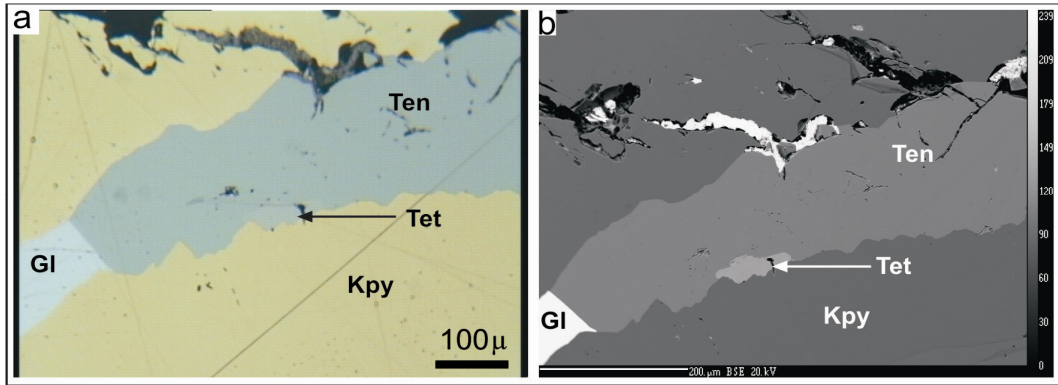 a
Ten
Tet
Gl
Kpy
100µ
b
Ten
Tet
Gl
Kpy
200.µm BSE 20.kV
239
209
179
149
120
90
60
30
0